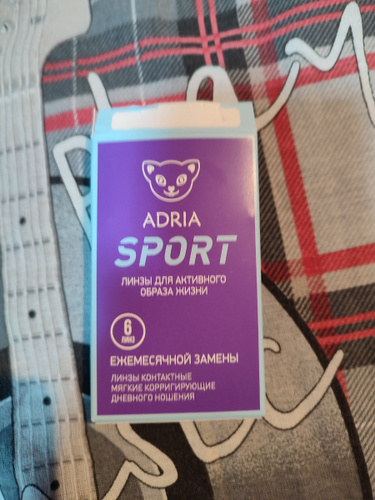 ADRIA
SPORT
ЛИНЗЫ ДЛЯ АКТИВНОГО
ОБРАЗА ЖИЗНИ
6
ЛИНЗ
ЕЖЕМЕСЯЧНОЙ ЗАМЕНЫ
ЛИНЗЫ КОНТАКТНЫЕ
МЯГКИЕ КОРРИГИРУЮЩИЕ
ДНЕВНОГО НОШЕНИЯ